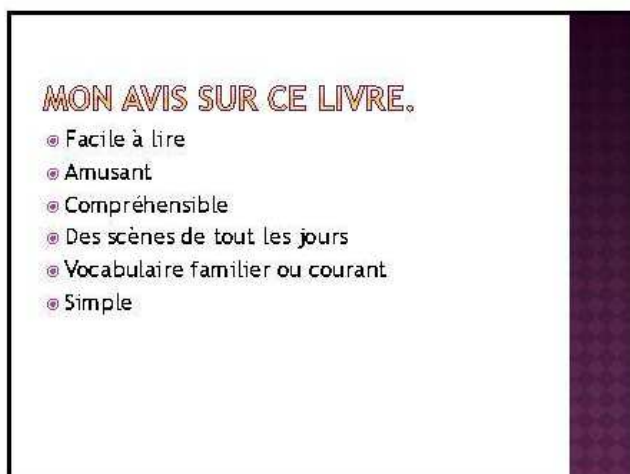 MON AVIS SUR CE LIVRE.
Facile à lire
Amusant
Compréhensible
Des scènes de tout les jours
Vocabulaire familier ou courant
Simple